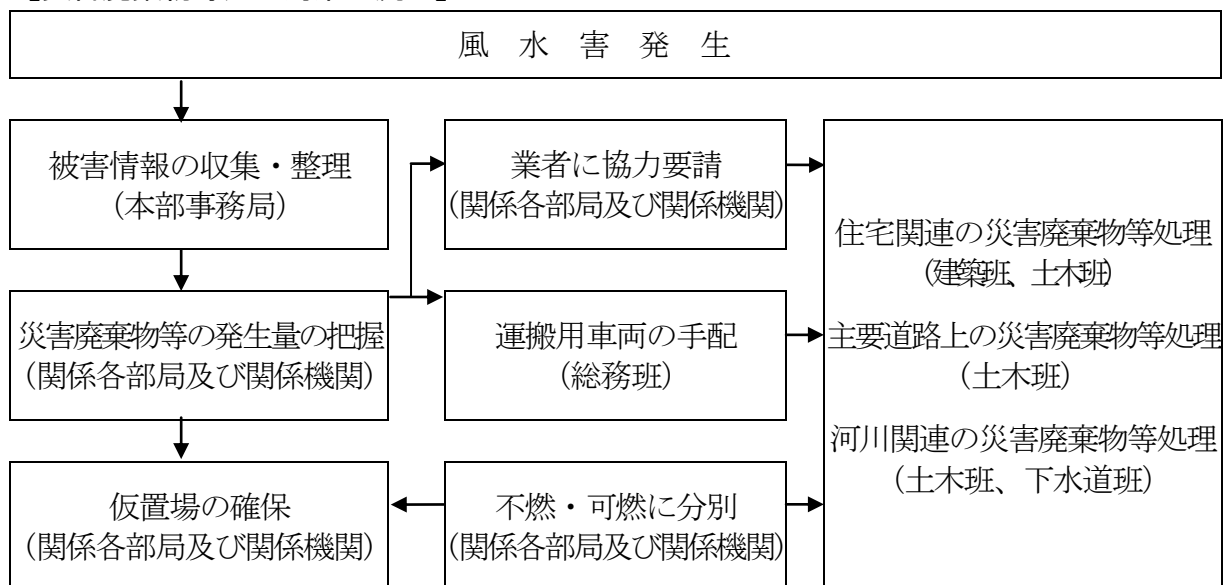 風 水 害 発 生
被害情報の収集・整理
(本部事務局)
業者に協力要請
(関係各部局及び関係機関)
災害廃棄物等の発生量の把握
(関係各部局及び関係機関)
運搬用車両の手配
(総務班)
仮置場の確保
(関係各部局及び関係機関)
不燃・可燃に分別
(関係各部局及び関係機関)
住宅関連の災害廃棄物等処理
(建築班、土木班)
主要道路上の災害廃棄物等処理
(土木班)
河川関連の災害廃棄物等処理
(土木班、下水道班)